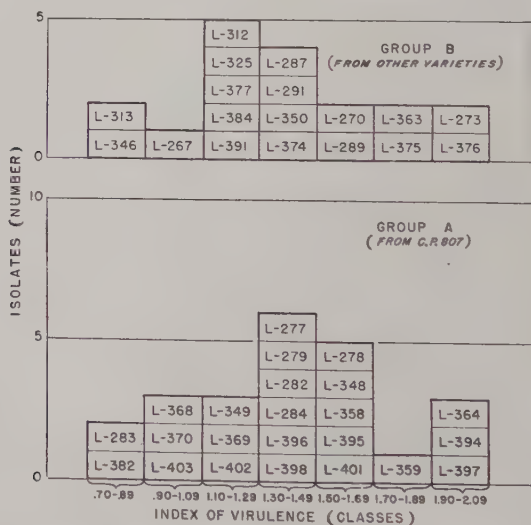 5
L-312
GROUP B
L-325
L-287
(FROM OTHER VARIETIES)
L-377
L-291
L-313
L-384
L-350
L-270
L-363
L-273
L-346
L-267
L-391
L-374
L-289
L-375
L-376
0
10
GROUP A
(FROM C.P. 807)
ISOLATES (NUMBER)
5
L-277
L-279
L-278
L-282
L-348
L-368
L-349
L-284
L-358
L-364
L-283
L-370
L-369
L-396
L-395
L-394
L-382
L-403
L-402
L-398
L-401
L-359
L-397
0
.70-.89 .90-1.09 1.10-1.29 1.30-1.49 1.50-1.69 1.70-1.89 1.90-2.09
INDEX OF VIRULENCE (CLASSES)